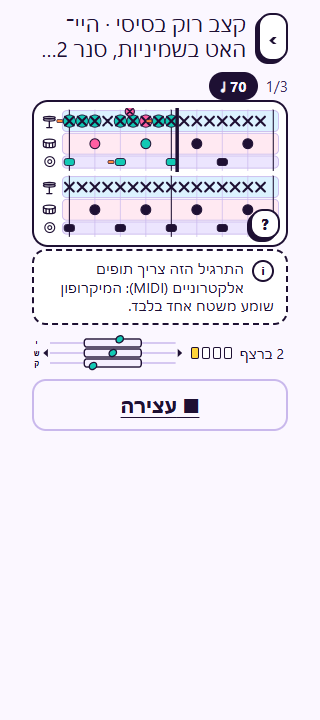 קצב רוק בסיסי · היי־
האט בשמיניות, סנר 2...
♩ 70
1/3
?
התרגיל הזה צריך תופים
אלקטרוניים (MIDI): המיקרופון
שומע משטח אחד בלבד.
i
2 ברצף
י
ש
ק
■ עצירה